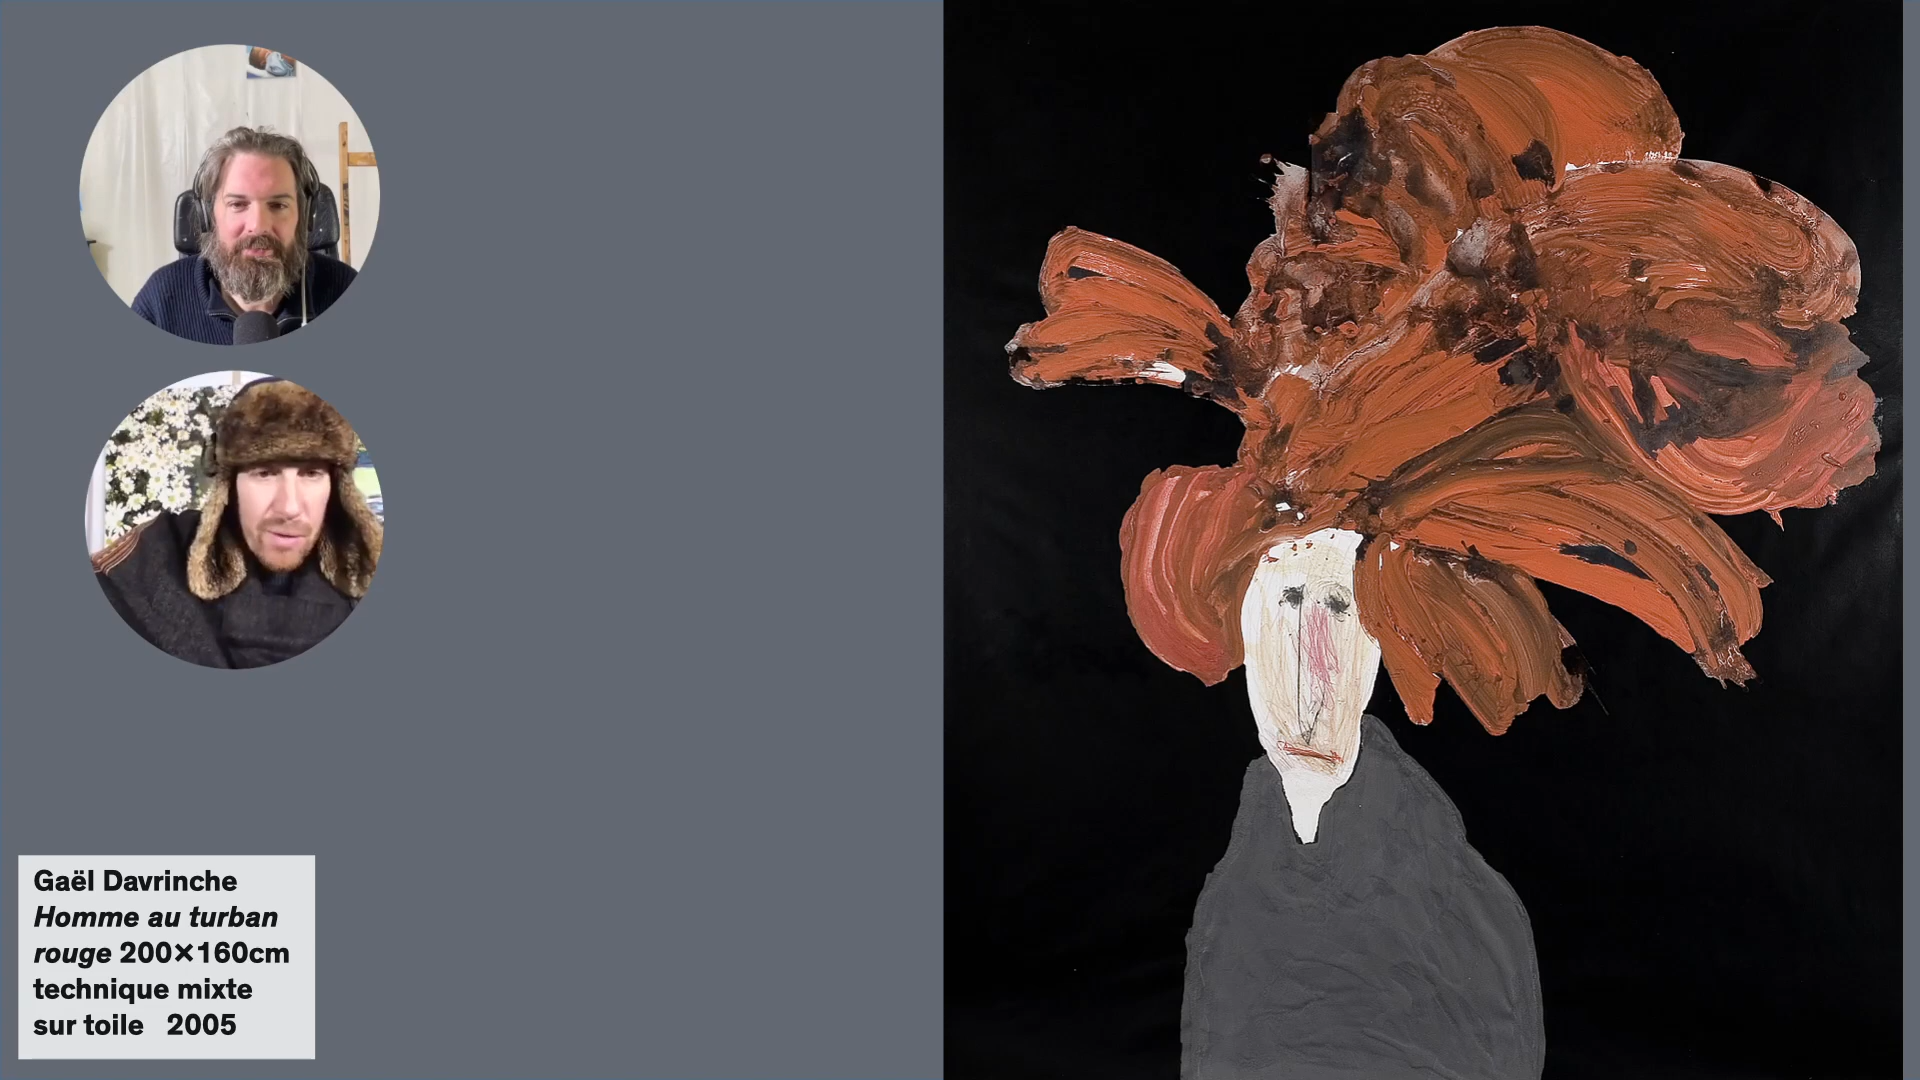 Gaël Davrinche
Homme au turban
rouge 200×160cm
technique mixte
sur toile 2005